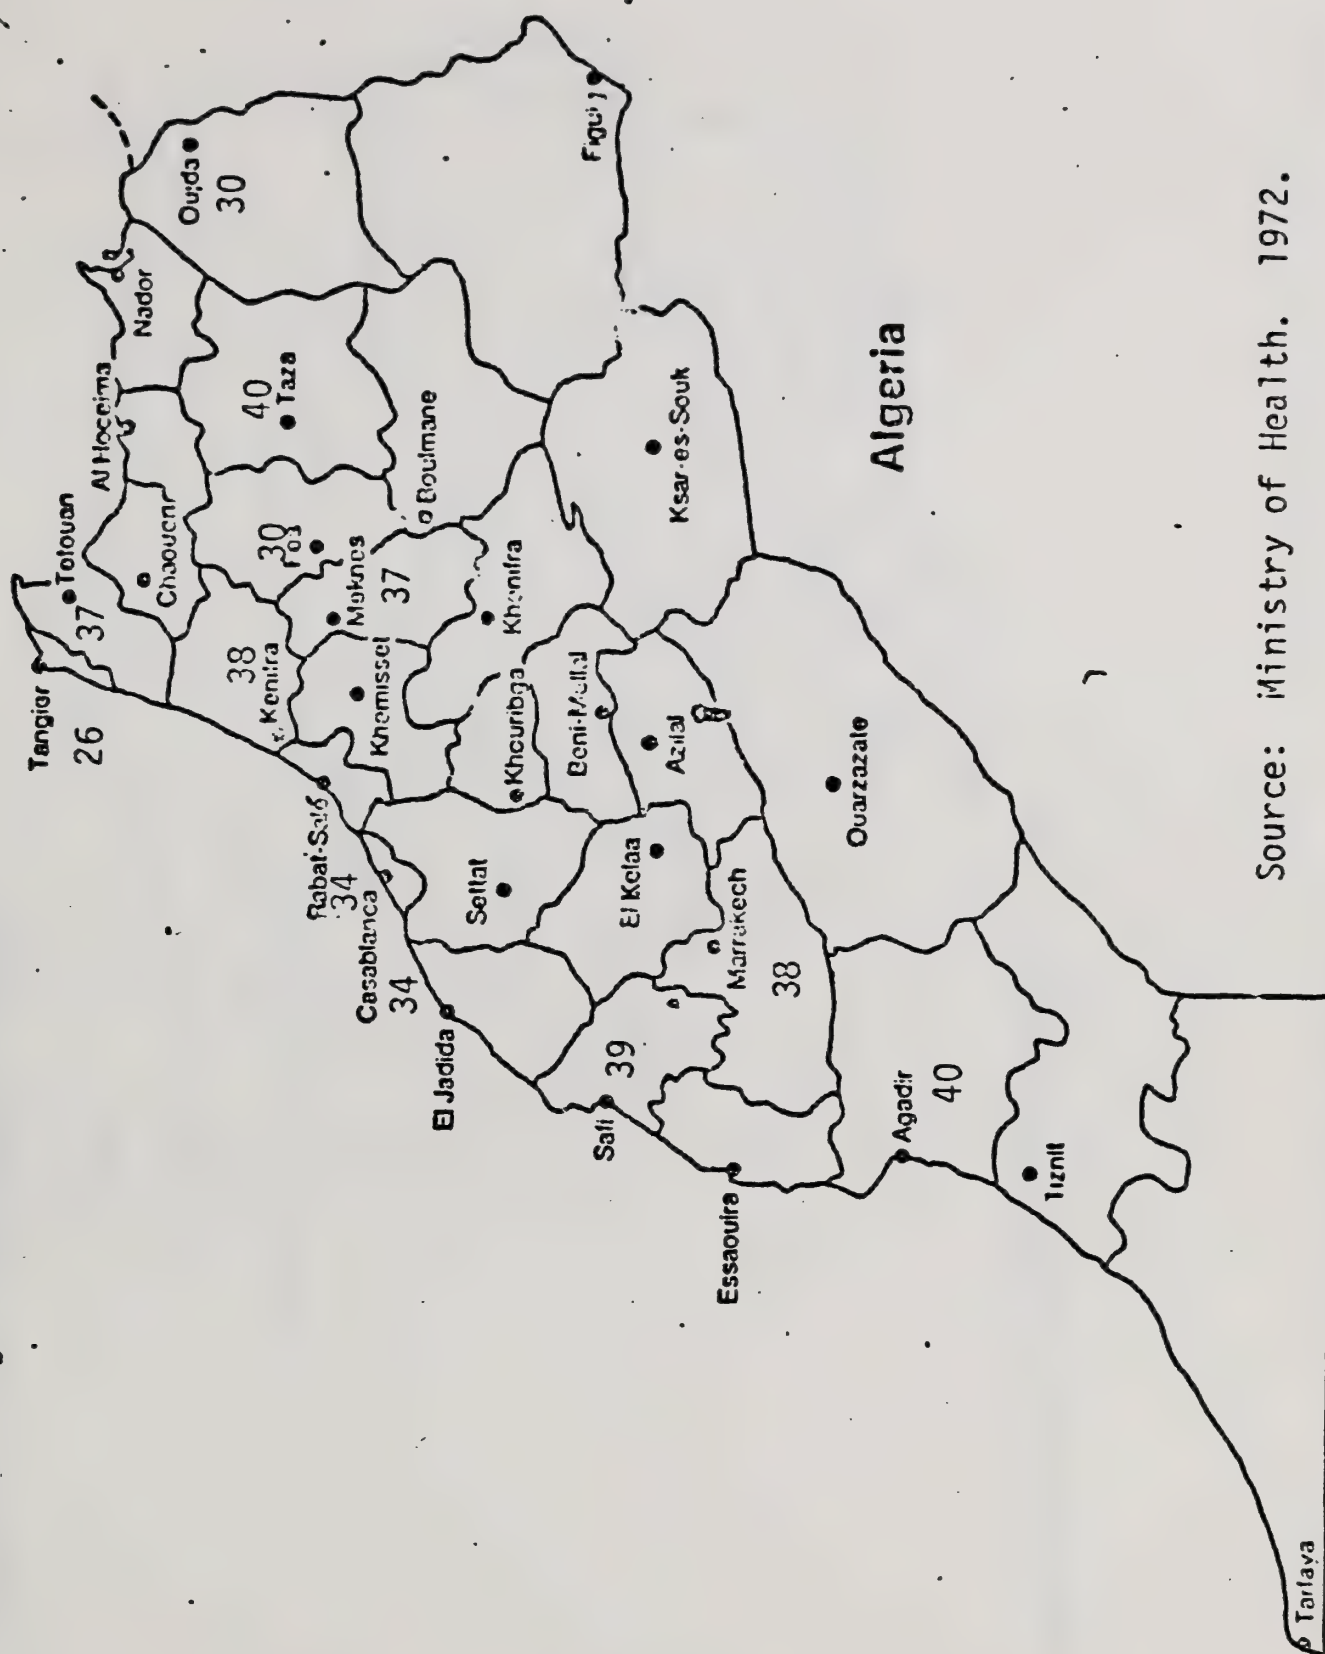 Tangier
26
Tetouan
37
Chaouen
Al Hoceima
Nador
Oujda
30
40
Taza
30
Fes
38
Kenitra
Meknes
37
Boulmane
Figuig
Khemisset
Khenifra
Rabat-Salé
34
Casablanca
34
Settat
Khouribga
Beni-Mellal
Azilal
Ksar-es-Souk
El Jadida
El Kelaa
Safi
39
Marrakech
38
Ouarzazate
Essaouira
Agadir
40
Tiznit
Algeria
Tarfaya
Source: Ministry of Health. 1972.